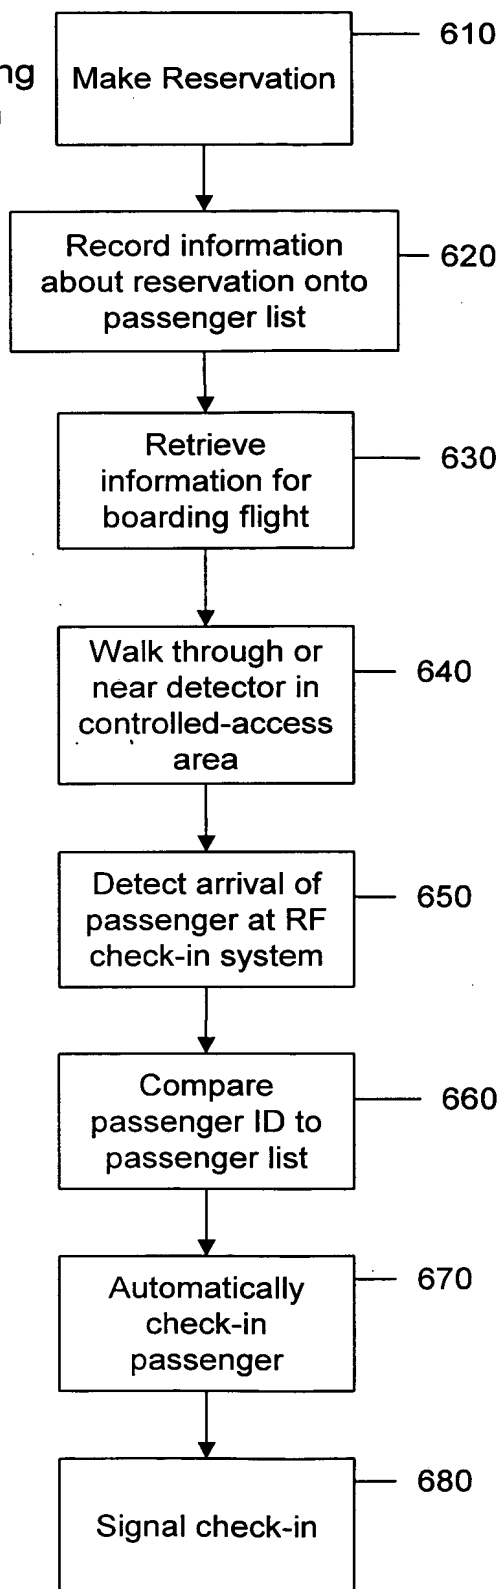 610
Make Reservation
Record information
about reservation onto
passenger list
620
Retrieve
information for
boarding flight
630
Walk through or
near detector in
controlled-access
area
640
Detect arrival of
passenger at RF
check-in system
650
Compare
passenger ID to
passenger list
660
Automatically
check-in
passenger
670
Signal check-in
680